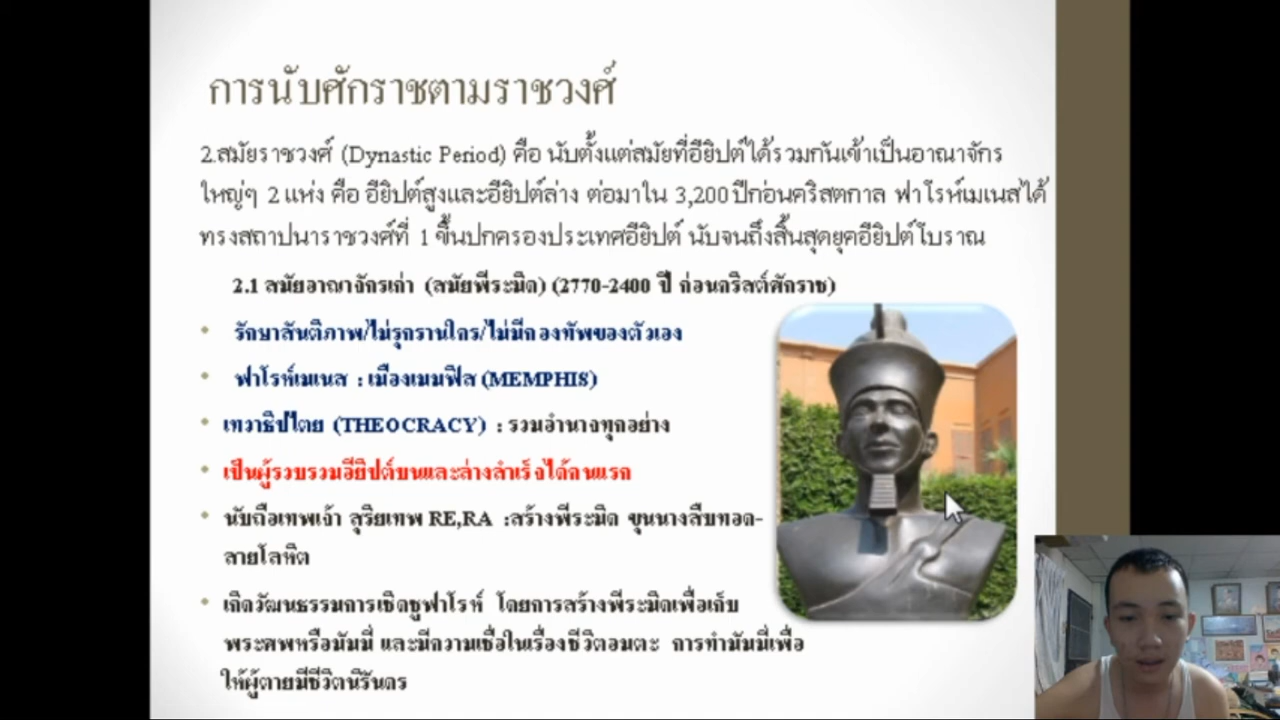 การนับศักราชตามราชวงศ์
2.สมัยราชวงศ์ (Dynastic Period) คือ นับตั้งแต่สมัยที่อียิปต์ได้รวมกันเข้าเป็นอาณาจักร
ใหญ่ๆ 2 แห่ง คือ อียิปต์สูงและอียิปต์ล่าง ต่อมาใน 3,200 ปีก่อนคริสตกาล ฟาโรห์เมเนสได้
ทรงสถาปนาราชวงศ์ที่ 1 ขึ้นปกครองประเทศอียิปต์ นับจนถึงสิ้นสุดยุคอียิปต์โบราณ
2.1 สมัยอาณาจักรเก่า (สมัยพีระมิด) (2770-2400 ปี ก่อนคริสต์ศักราช)
• รักษาสันติภาพ/ไม่รุกรานใคร/ไม่มีกองทัพของตัวเอง
• ฟาโรห์เมเนส : เมืองเมมฟิส (MEMPHIS)
• เทวาธิปไตย (THEOCRACY) : รวมอำนาจทุกอย่าง
• เป็นผู้รวบรวมอียิปต์บนและล่างสำเร็จได้คนแรก
• นับถือเทพเจ้า สุริยเทพ RE,RA :สร้างพีระมิด ขุนนางสืบทอด-
สายโลหิต
• เกิดวัฒนธรรมการเชิดชูฟาโรห์ โดยการสร้างพีระมิดเพื่อเก็บ
พระศพหรือมัมมี่ และมีความเชื่อในเรื่องชีวิตอมตะ การทำมัมมี่เพื่อ
ให้ผู้ตายมีชีวิตนิรันดร